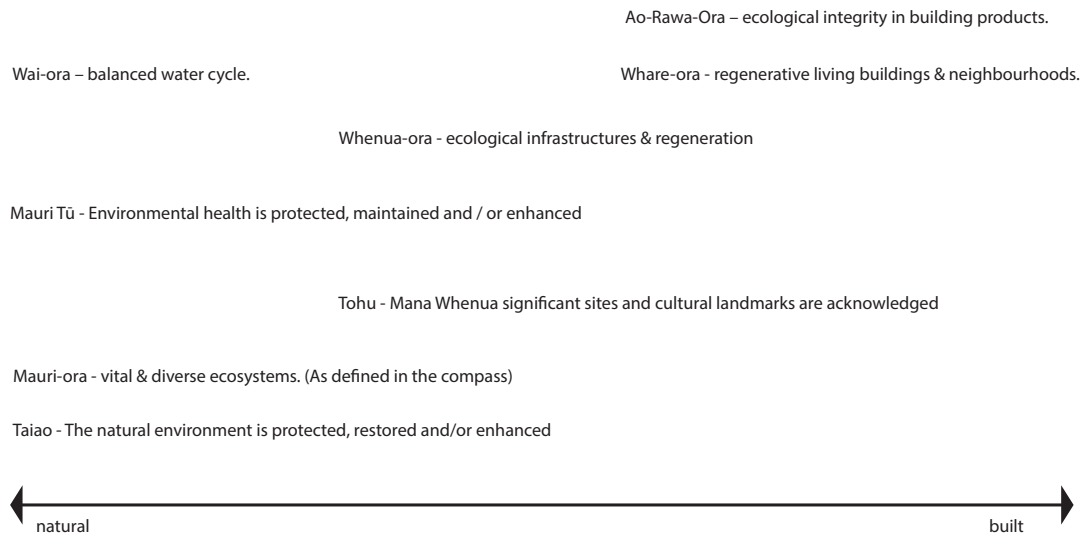 Ao-Rawa-Ora – ecological integrity in building products.
Wai-ora – balanced water cycle.
Whare-ora - regenerative living buildings & neighbourhoods.
Whenua-ora - ecological infrastructures & regeneration
Mauri Tū - Environmental health is protected, maintained and / or enhanced
Tohu - Mana Whenua significant sites and cultural landmarks are acknowledged
Mauri-ora - vital & diverse ecosystems. (As defined in the compass)
Taiao - The natural environment is protected, restored and/or enhanced
natural
built